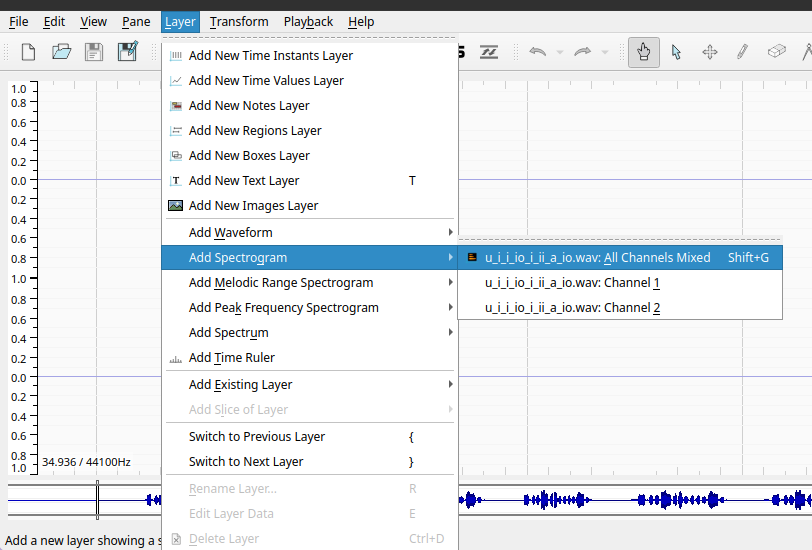 File Edit View Pane Layer Transform Playback Help
Add New Time Instants Layer
Add New Time Values Layer
Add New Notes Layer
Add New Regions Layer
Add New Boxes Layer
Add New Text Layer T
Add New Images Layer
Add Waveform
Add Spectrogram
u_i_i_io_i_ii_a_io.wav: All Channels Mixed Shift+G
Add Melodic Range Spectrogram
u_i_i_io_i_ii_a_io.wav: Channel 1
Add Peak Frequency Spectrogram
u_i_i_io_i_ii_a_io.wav: Channel 2
Add Spectrum
Add Time Ruler
Add Existing Layer
Add Slice of Layer
Switch to Previous Layer {
Switch to Next Layer }
Rename Layer... R
Edit Layer Data E
Delete Layer Ctrl+D
1.0
0.8
0.6
0.4
0.2
0.0
0.2
0.4
0.6
0.8
1.0
0.8
0.6
0.4
0.2
0.0
0.2
0.4
0.6
0.8
1.0
34.936 / 44100Hz
Add a new layer showing a